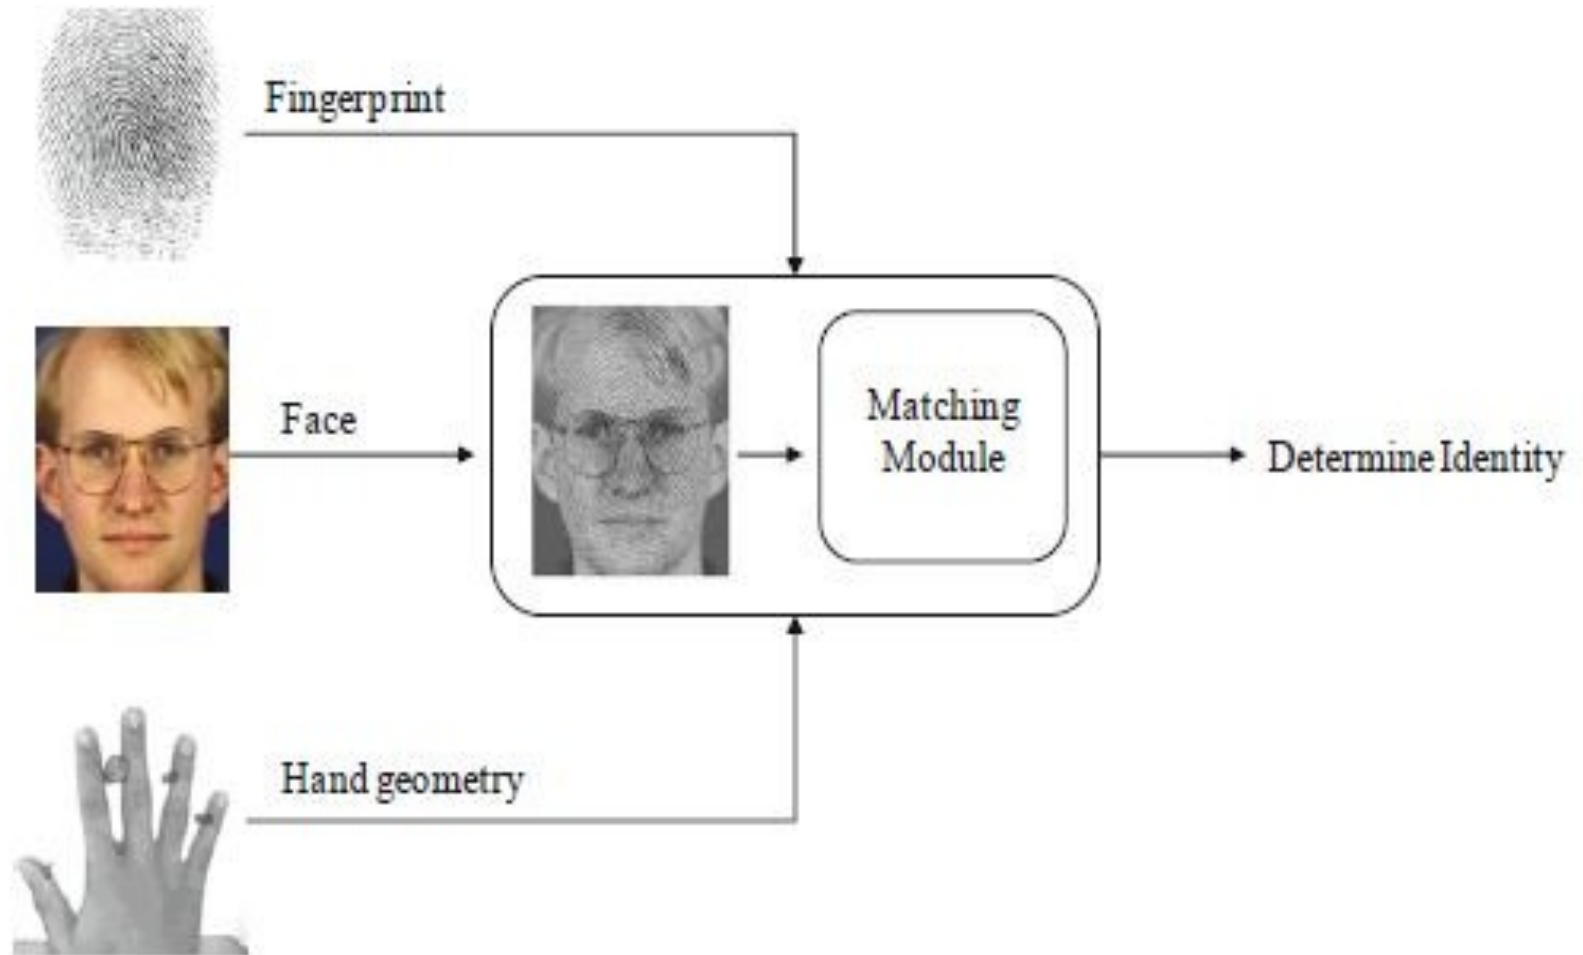 Fingerprint
Face
Matching
Module
Determine Identity
Hand geometry